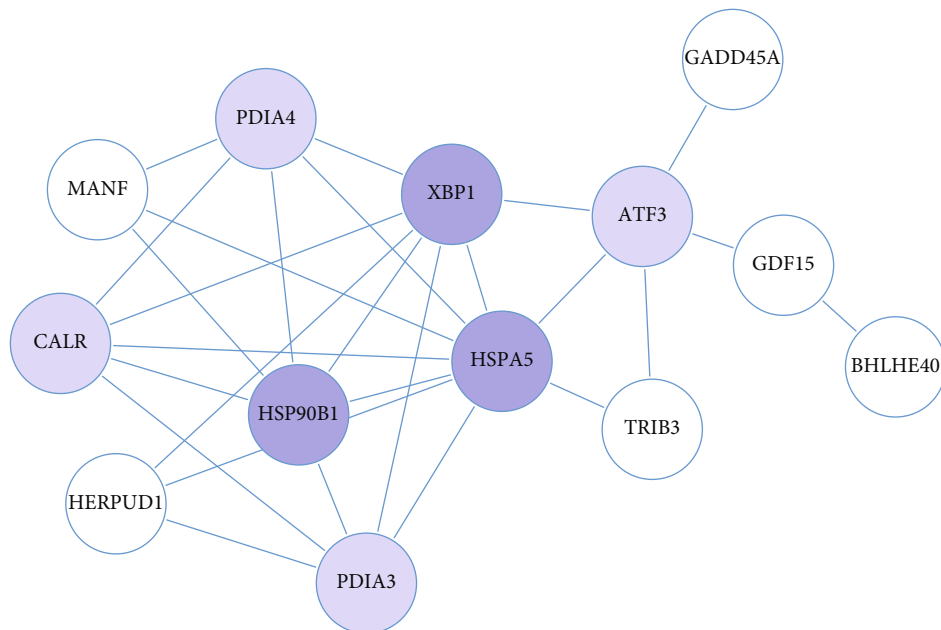 GADD45A
PDIA4
MANF
XBP1
ATF3
GDF15
CALR
HSPA5
BHLHE40
HSP90B1
TRIB3
HERPUD1
PDIA3